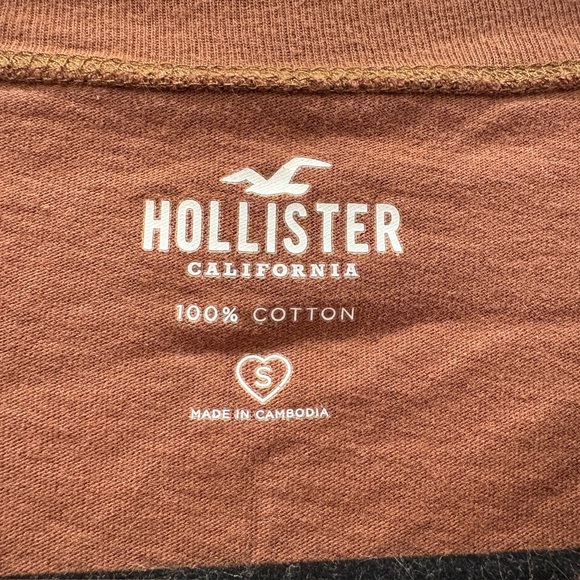 HOLLISTER
CALIFORNIA
100% COTTON
S
MADE IN CAMBODIA